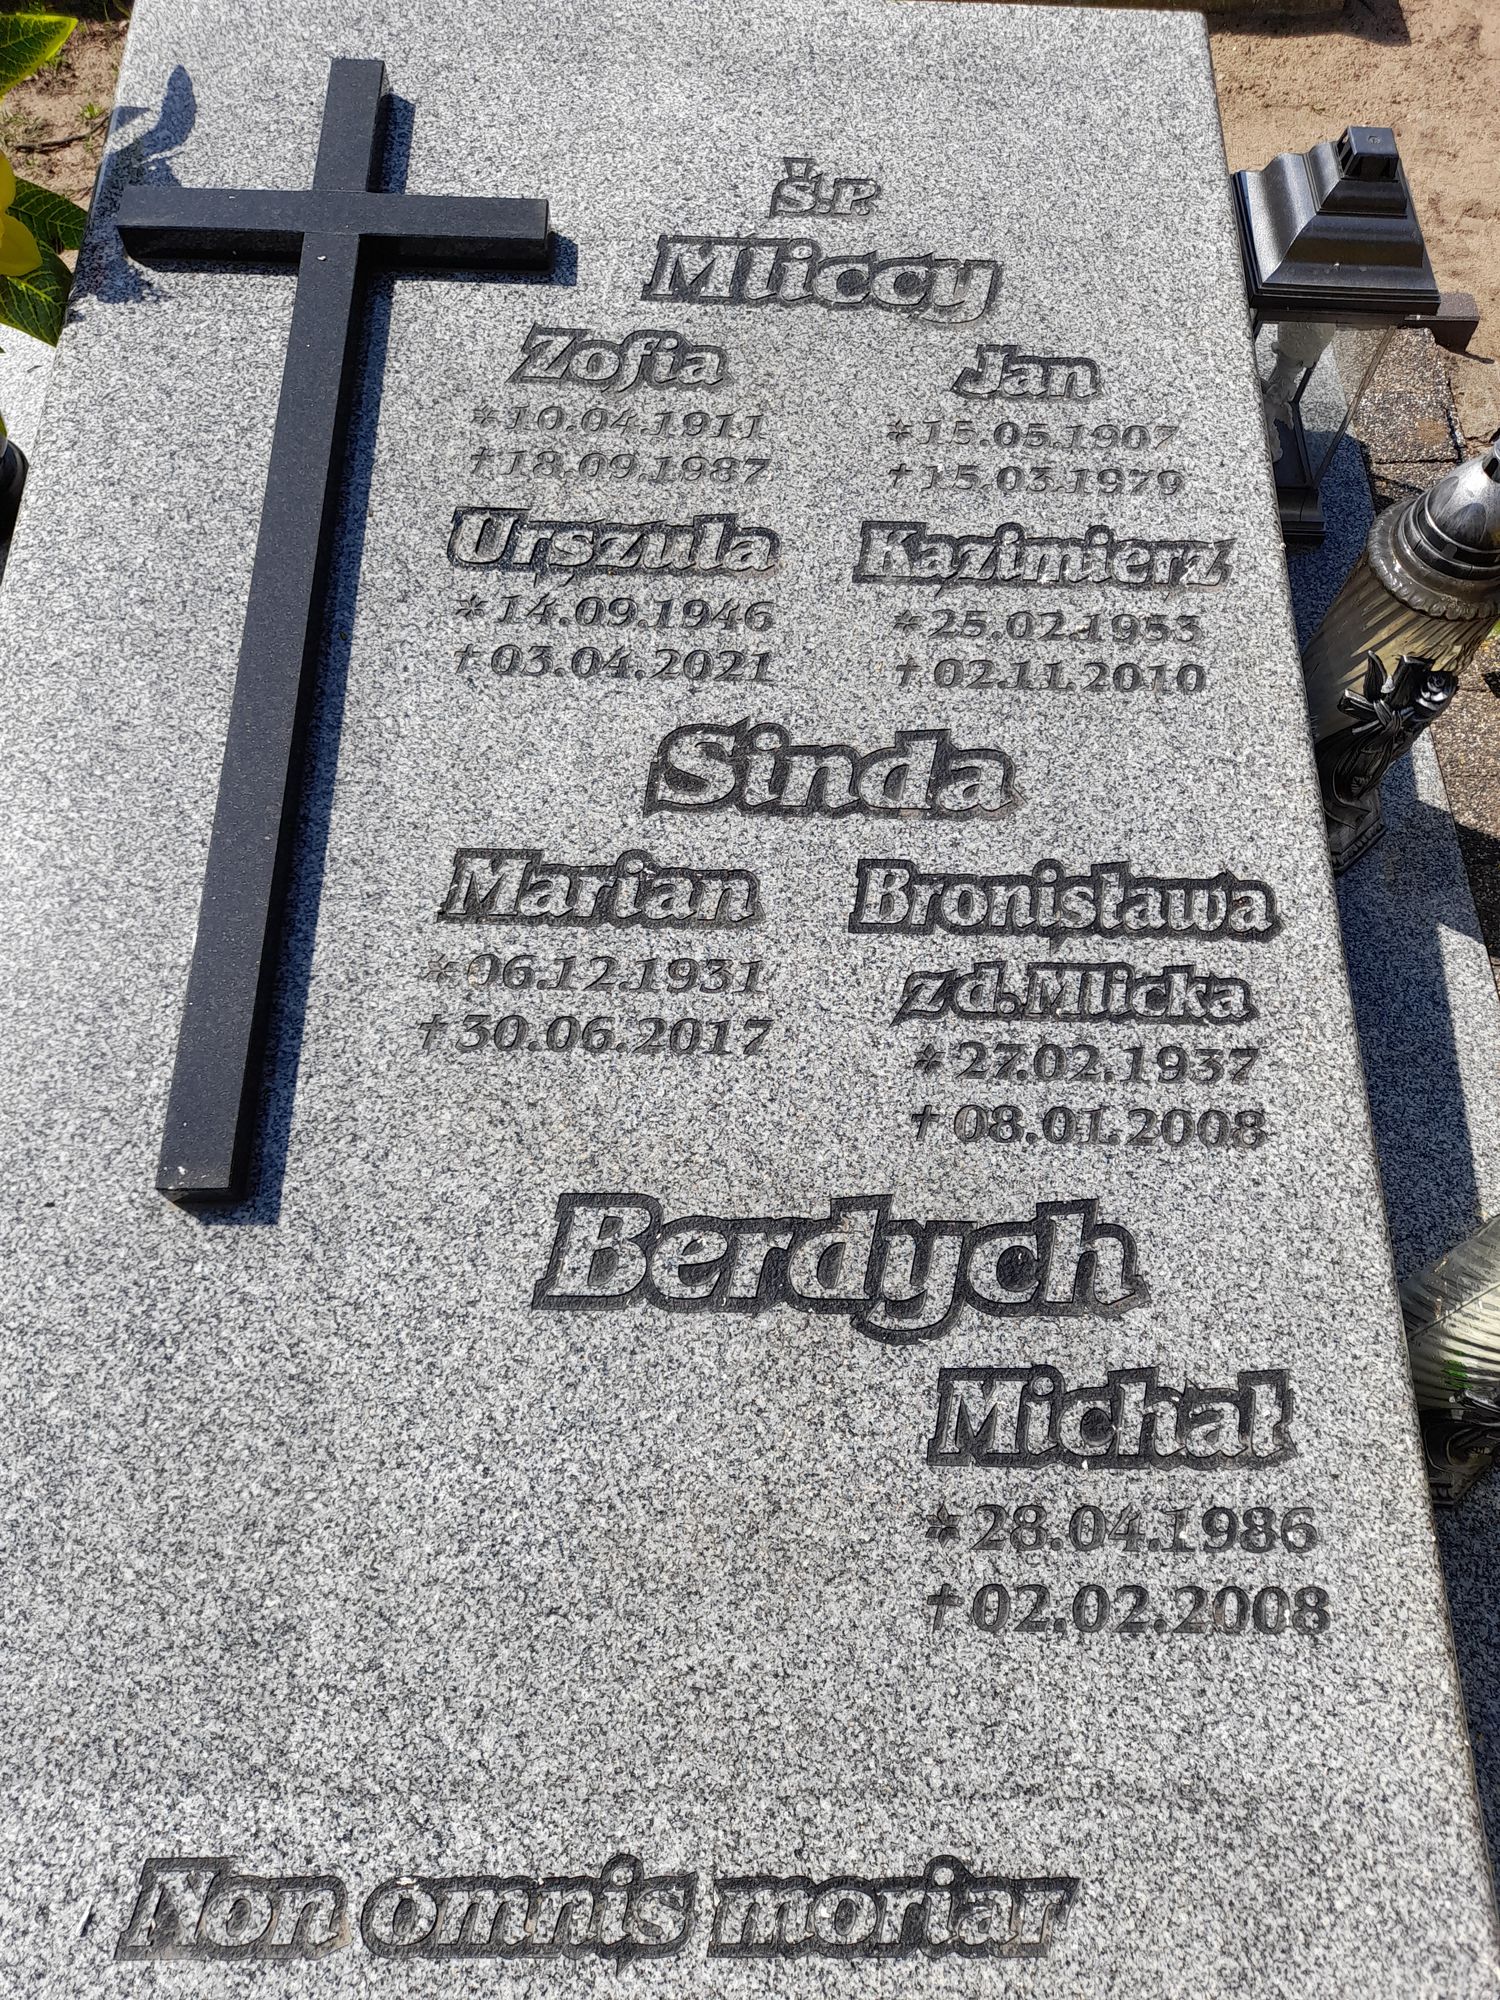 Ś.P.
Mliccy
Zofia Jan
*10.04.1911 *15.05.1907
†18.09.1987 †15.03.1979
Urszula Kazimierz
*14.09.1946 *25.02.1953
†03.04.2021 †02.11.2010
Sinda
Marian Bronisława
zd.Mlicka
*06.12.1931 *27.02.1937
†30.06.2017 †08.01.2008
Berdych
Michał
*28.04.1986
†02.02.2008
Non omnis moriar